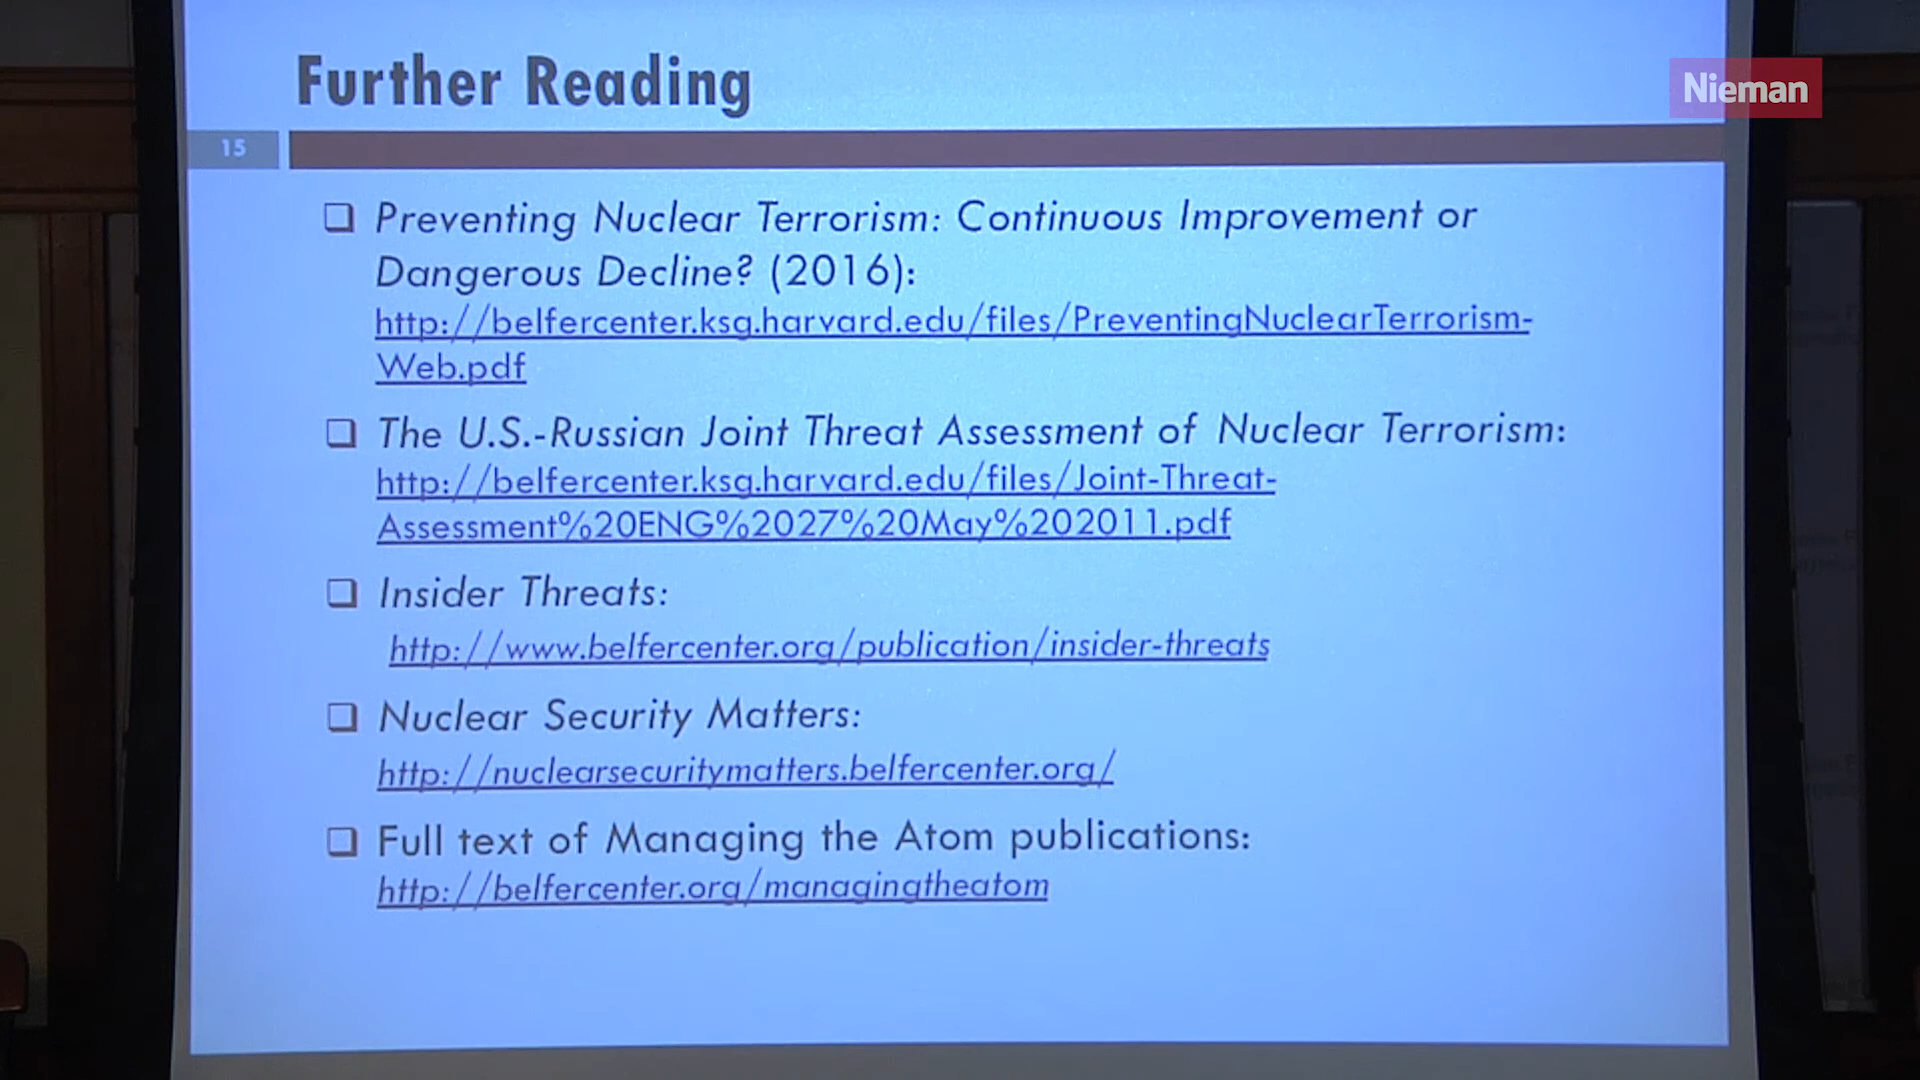 Further Reading
Nieman
15
Preventing Nuclear Terrorism: Continuous Improvement or
Dangerous Decline? (2016):
http://belfercenter.ksg.harvard.edu/files/PreventingNuclearTerrorism-
Web.pdf
The U.S.-Russian Joint Threat Assessment of Nuclear Terrorism:
http://belfercenter.ksg.harvard.edu/files/Joint-Threat-
Assessment%20ENG%2027%20May%202011.pdf
Insider Threats:
http://www.belfercenter.org/publication/insider-threats
Nuclear Security Matters:
http://nuclearsecuritymatters.belfercenter.org/
Full text of Managing the Atom publications:
http://belfercenter.org/managingtheatom